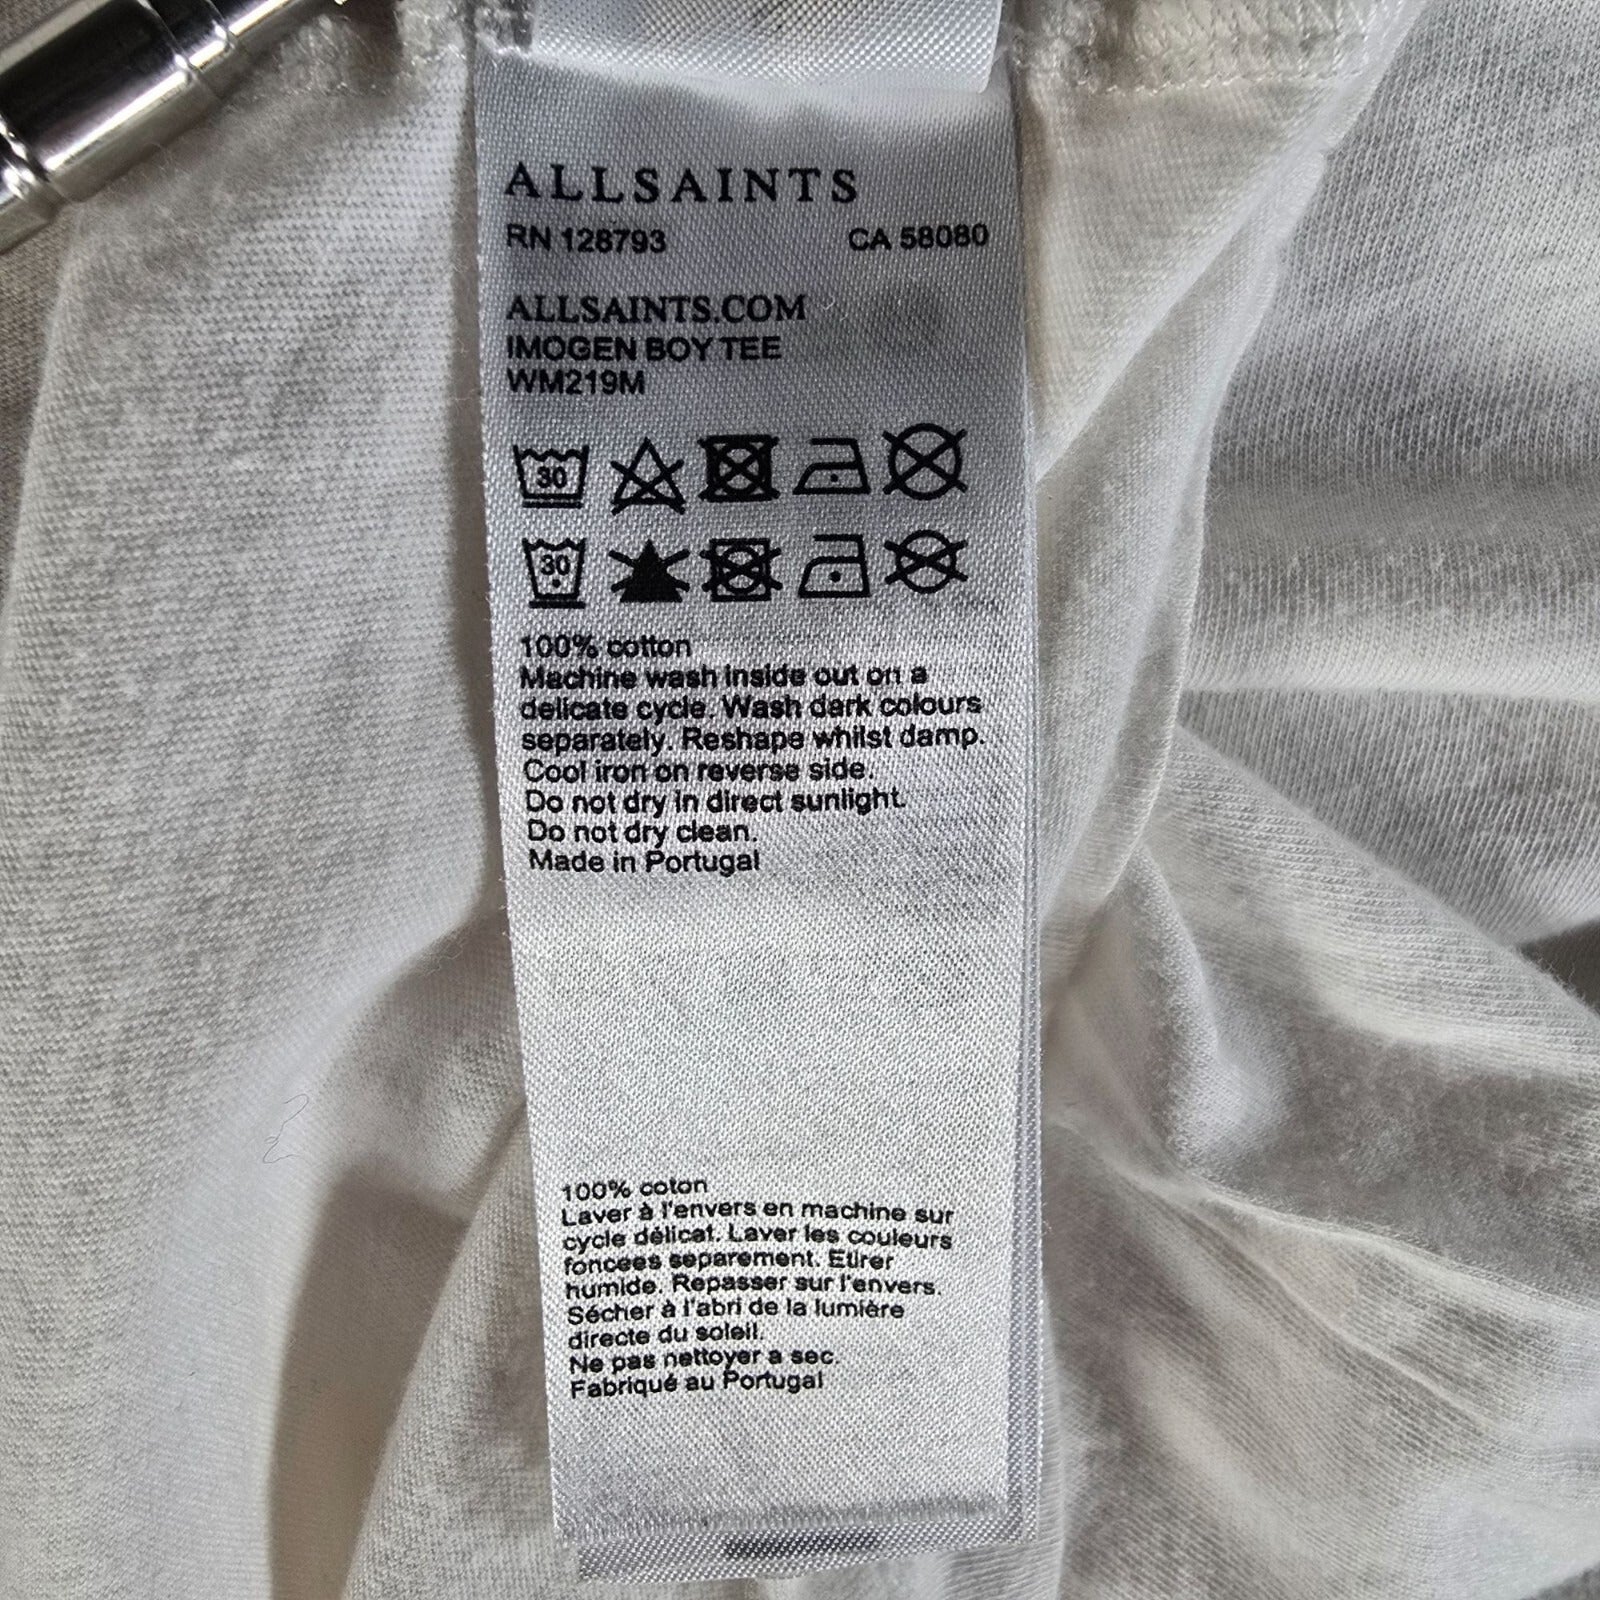 ALLSAINTS
RN 128793 CA 58080
ALLSAINTS.COM
IMOGEN BOY TEE
WM219M
30
30
100% cotton
Machine wash inside out on a
delicate cycle. Wash dark colours
separately. Reshape whilst damp.
Cool iron on reverse side.
Do not dry in direct sunlight.
Do not dry clean.
Made in Portugal
100% coton
Laver à l'envers en machine sur
cycle délicat. Laver les couleurs
foncees separement. Etirer
humide. Repasser sur l'envers.
Sécher à l'abri de la lumière
directe du soleil.
Ne pas nettoyer a sec.
Fabriqué au Portugal